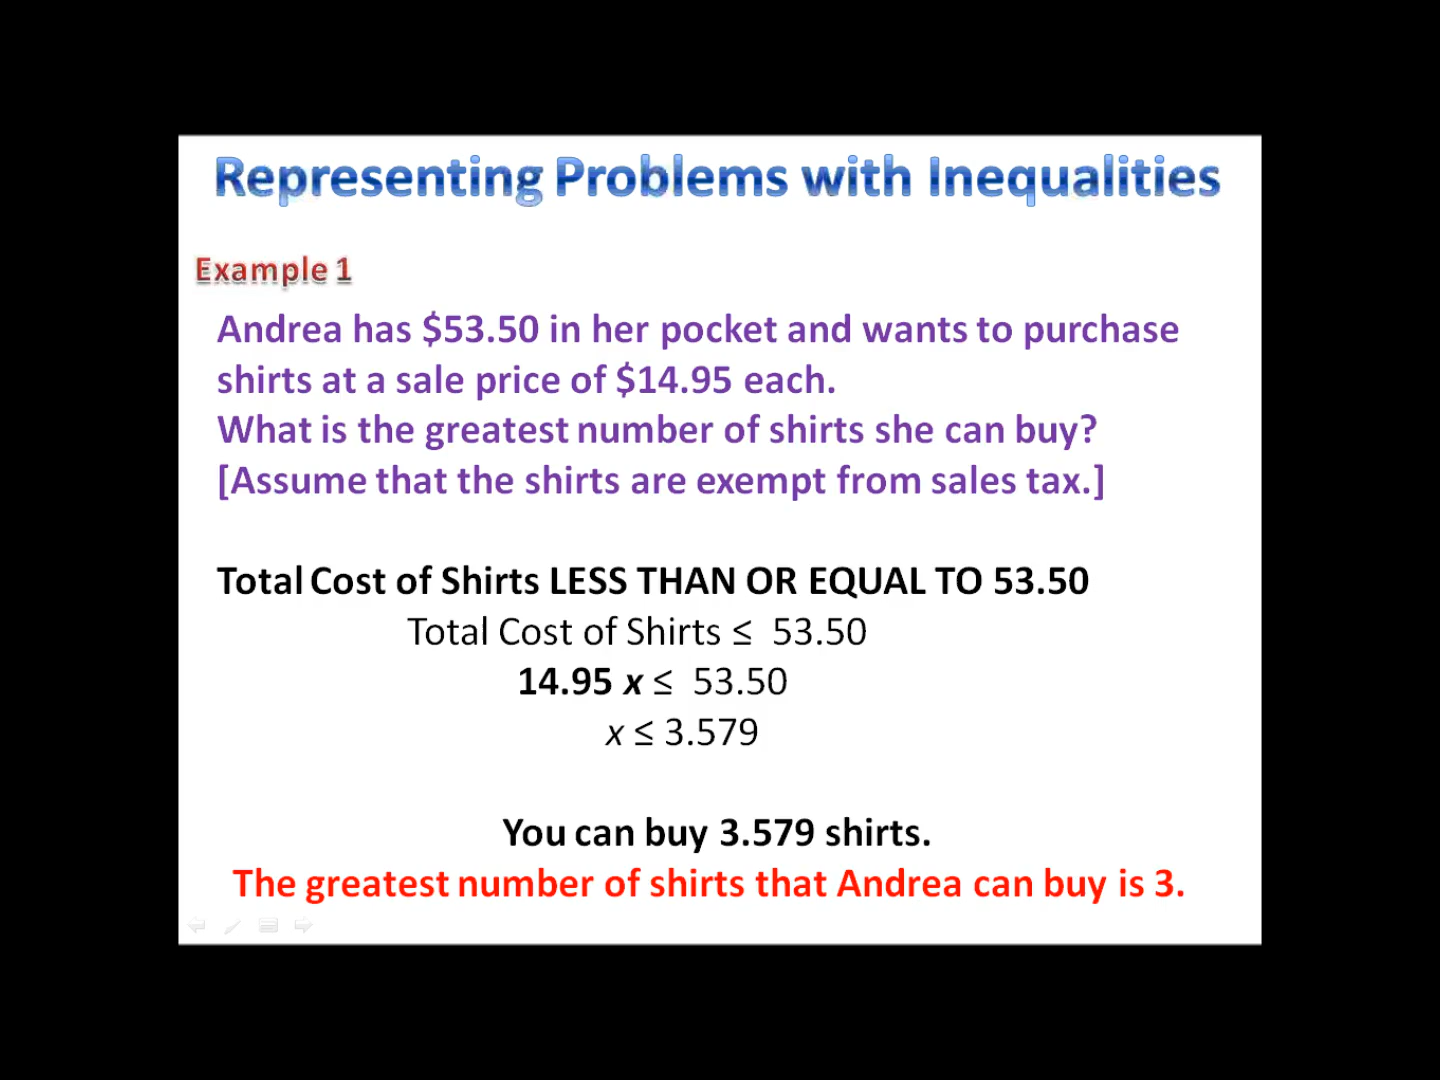 Representing Problems with Inequalities
Example 1
Andrea has $53.50 in her pocket and wants to purchase
shirts at a sale price of $14.95 each.
What is the greatest number of shirts she can buy?
[Assume that the shirts are exempt from sales tax.]
Total Cost of Shirts LESS THAN OR EQUAL TO 53.50
Total Cost of Shirts ≤ 53.50
14.95 x ≤ 53.50
x ≤ 3.579
You can buy 3.579 shirts.
The greatest number of shirts that Andrea can buy is 3.